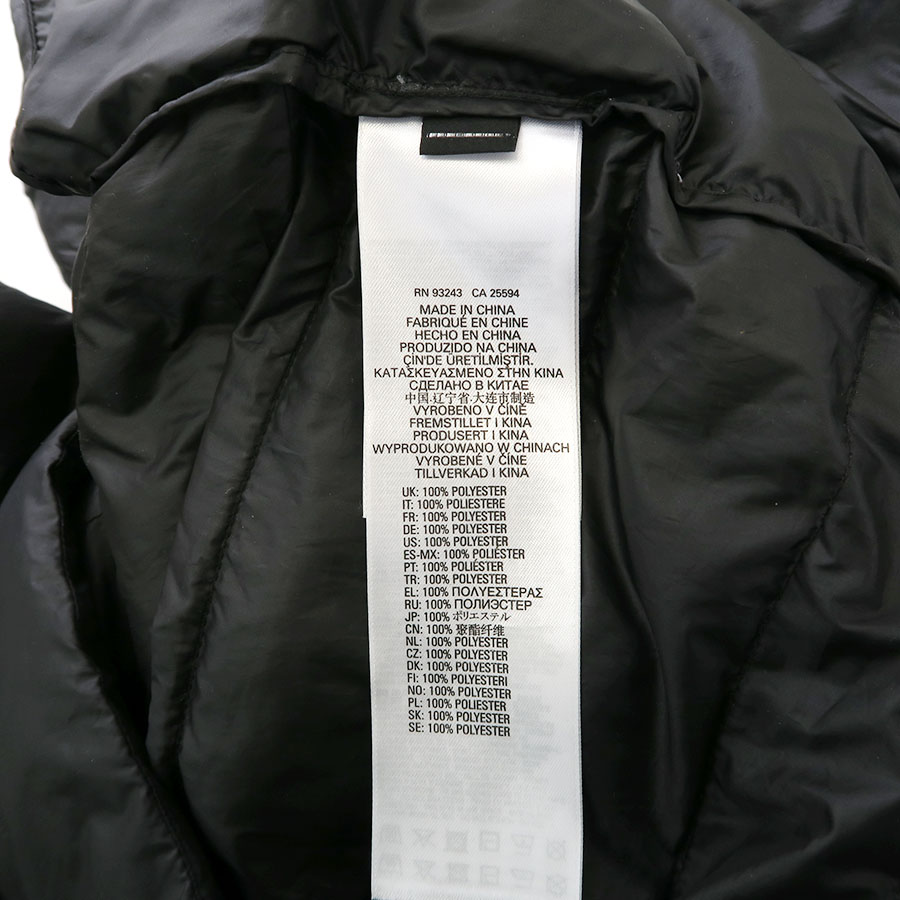 RN 93243 CA 25594
MADE IN CHINA
FABRIQUÉ EN CHINE
HECHO EN CHINA
PRODUZIDO NA CHINA
ÇİN'DE ÜRETİLMİŞTİR.
ΚΑΤΑΣΚΕΥΑΣΜΕΝΟ ΣΤΗΝ ΚΙΝΑ
СДЕЛАНО В КИТАЕ
中国.辽宁省.大连市制造
VYROBENO V ČÍNĚ
FREMSTILLET I KINA
PRODUSERT I KINA
WYPRODUKOWANO W CHINACH
VYROBENÉ V ČÍNE
TILLVERKAD I KINA
UK: 100% POLYESTER
IT: 100% POLIESTERE
FR: 100% POLYESTER
DE: 100% POLYESTER
US: 100% POLYESTER
ES-MX: 100% POLIÉSTER
PT: 100% POLIÉSTER
TR: 100% POLYESTER
EL: 100% ΠΟΛΥΕΣΤΕΡΑΣ
RU: 100% ПОЛИЭСТЕР
JP: 100% ポリエステル
CN: 100% 聚酯纤维
NL: 100% POLYESTER
CZ: 100% POLYESTER
DK: 100% POLYESTER
FI: 100% POLYESTERI
NO: 100% POLYESTER
PL: 100% POLYESTER
SK: 100% POLYESTER
SE: 100% POLYESTER